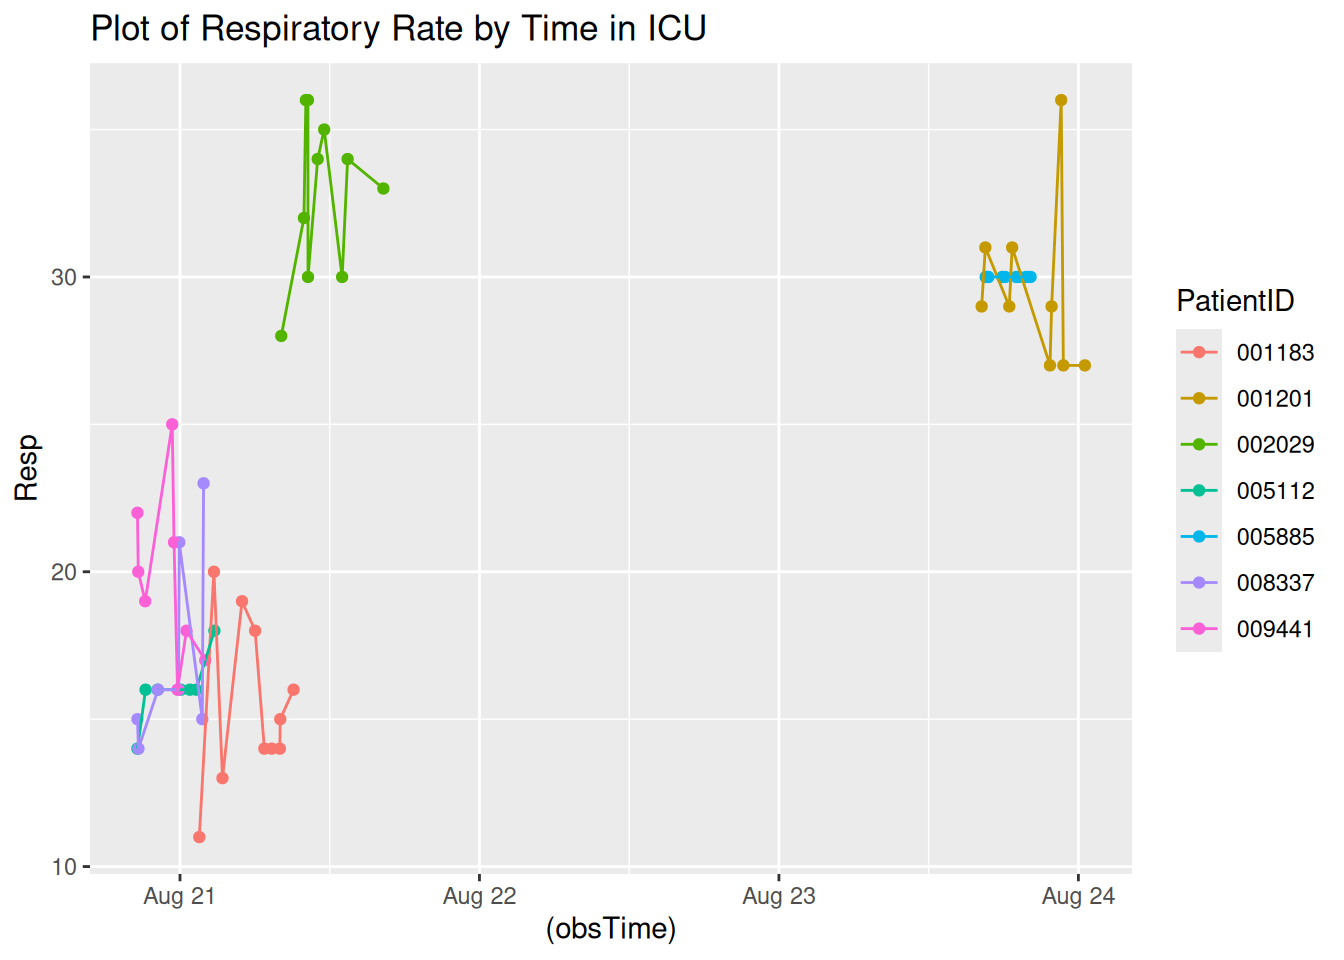 Plot of Respiratory Rate by Time in ICU
Resp
30
20
10
Aug 21
Aug 22
Aug 23
Aug 24
(obsTime)
PatientID
001183
001201
002029
005112
005885
008337
009441